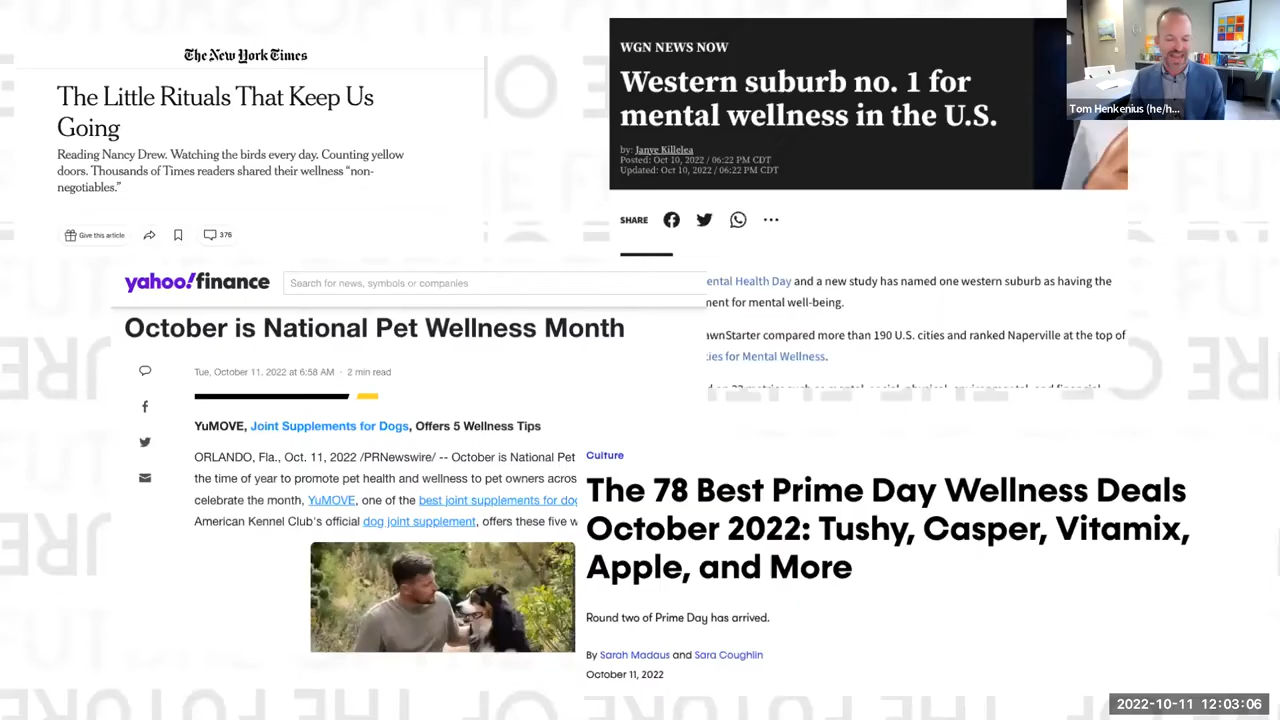 The New York Times
The Little Rituals That Keep Us
Going
Reading Nancy Drew. Watching the birds every day. Counting yellow
doors. Thousands of Times readers shared their wellness “non-
negotiables.”
Give this article
376
WGN NEWS NOW
Western suburb no. 1 for
mental wellness in the U.S.
by: Janye Killelea
Posted: Oct 10, 2022 / 06:22 PM CDT
Updated: Oct 10, 2022 / 06:22 PM CDT
SHARE
ental Health Day and a new study has named one western suburb as having the
ment for mental well-being.
awnStarter compared more than 190 U.S. cities and ranked Naperville at the top of
ies for Mental Wellness.
Tom Henkenius (he/h...
yahoo!finance
Search for news, symbols or companies
October is National Pet Wellness Month
Tue, October 11, 2022 at 6:58 AM · 2 min read
YuMOVE, Joint Supplements for Dogs, Offers 5 Wellness Tips
ORLANDO, Fla., Oct. 11, 2022 /PRNewswire/ -- October is National Pet
the time of year to promote pet health and wellness to pet owners across
celebrate the month, YuMOVE, one of the best joint supplements for dog
American Kennel Club's official dog joint supplement, offers these five w
Culture
The 78 Best Prime Day Wellness Deals
October 2022: Tushy, Casper, Vitamix,
Apple, and More
Round two of Prime Day has arrived.
By Sarah Madaus and Sara Coughlin
October 11, 2022
2022-10-11 12:03:06